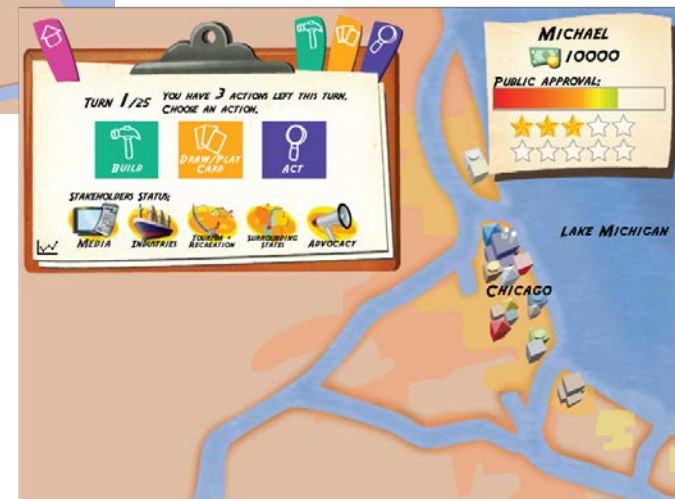 TURN 1/25 YOU HAVE 3 ACTIONS LEFT THIS TURN.
CHOOSE AN ACTION.
BUILD
DRAW/PLAY
CARD
ACT
STAKEHOLDERS STATUS:
MEDIA
INDUSTRIES
TOURISM +
RECREATION
SURROUNDING
STATES
ADVOCACY
MICHAEL
10000
PUBLIC APPROVAL:
LAKE MICHIGAN
CHICAGO